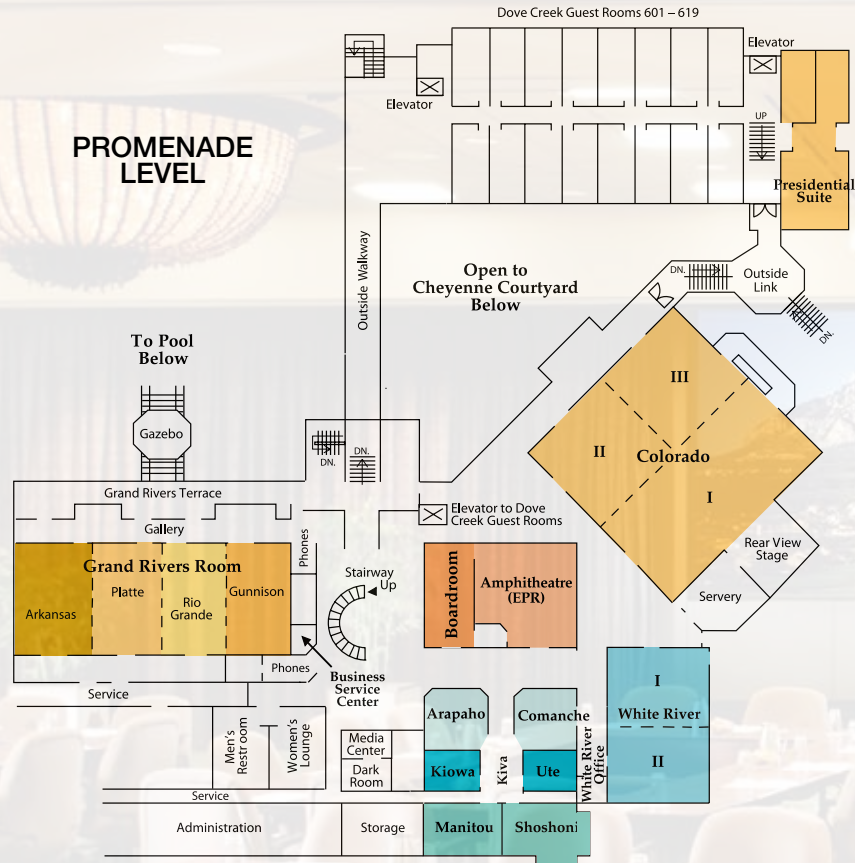 Dove Creek Guest Rooms 601 – 619
Elevator
Elevator
PROMENADE
LEVEL
UP
Presidential
Suite
Outside Walkway
Open to
Cheyenne Courtyard
Below
DN.
Outside
Link
DN.
To Pool
Below
Gazebo
III
II
Colorado
I
DN.
DN.
Grand Rivers Terrace
Gallery
Elevator to Dove
Creek Guest Rooms
Phones
Rear View
Stage
Servery
Grand Rivers Room
Arkansas
Platte
Rio
Grande
Gunnison
Stairway
Up
Boardroom
Amphitheatre
(EPR)
Phones
Business
Service
Center
Service
I
White River
II
Men's
Restroom
Women's
Lounge
Media
Center
Dark
Room
Arapaho
Comanche
Kiowa
Kiva
Ute
White River
Office
Service
Administration
Storage
Manitou
Shoshoni